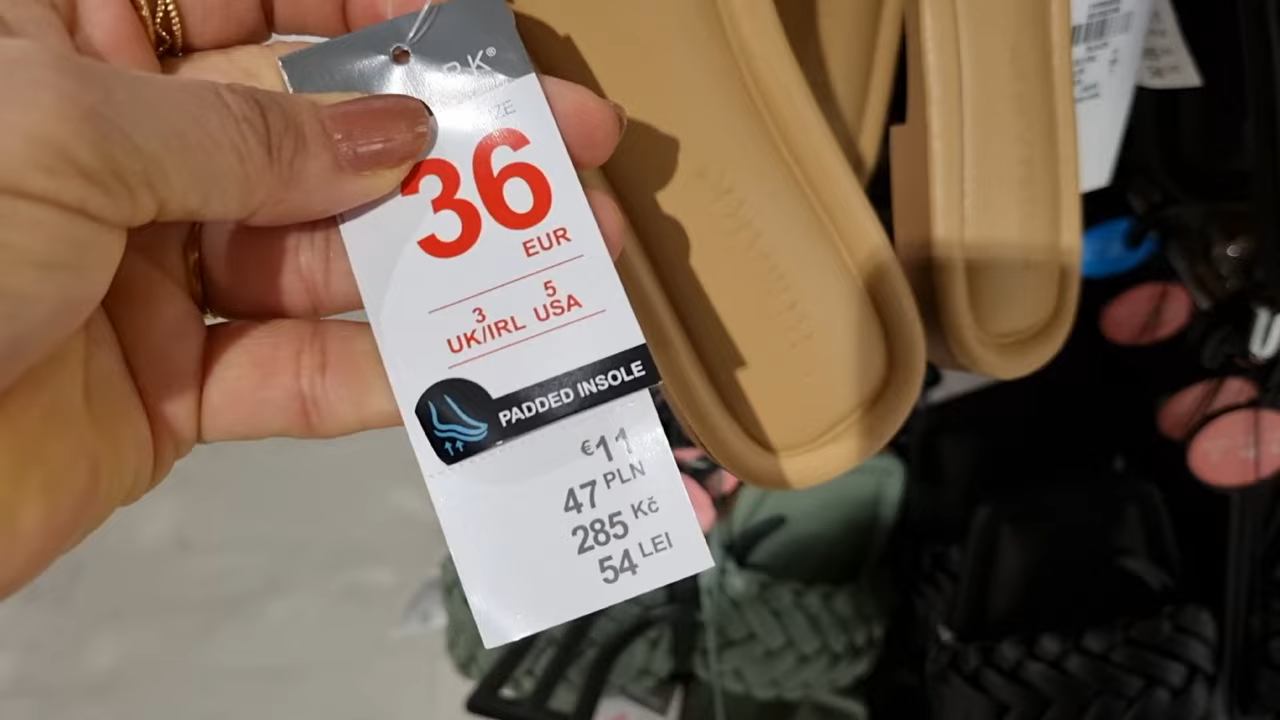 36
EUR
3 5
UK/IRL USA
PADDED INSOLE
€11
47 PLN
285 Kč
54 LEI